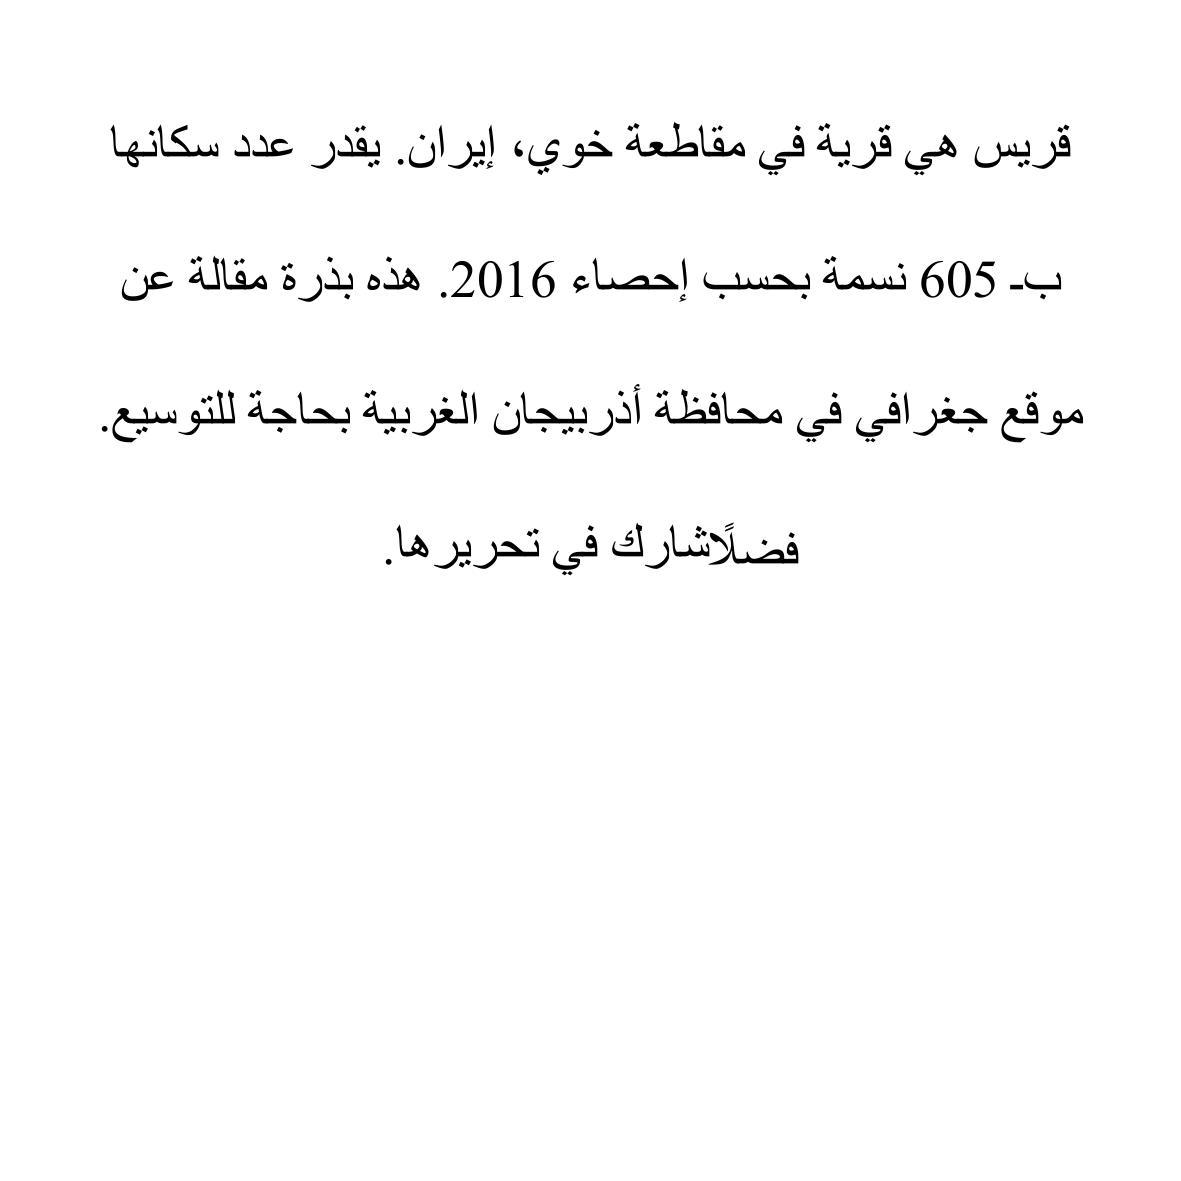 قريس هي قرية في مقاطعة خوي، إيران. يقدر عدد سكانها
بـ 605 نسمة بحسب إحصاء 2016. هذه بذرة مقالة عن
موقع جغرافي في محافظة أذربيجان الغربية بحاجة للتوسيع.
فضلًاشارك في تحريرها.